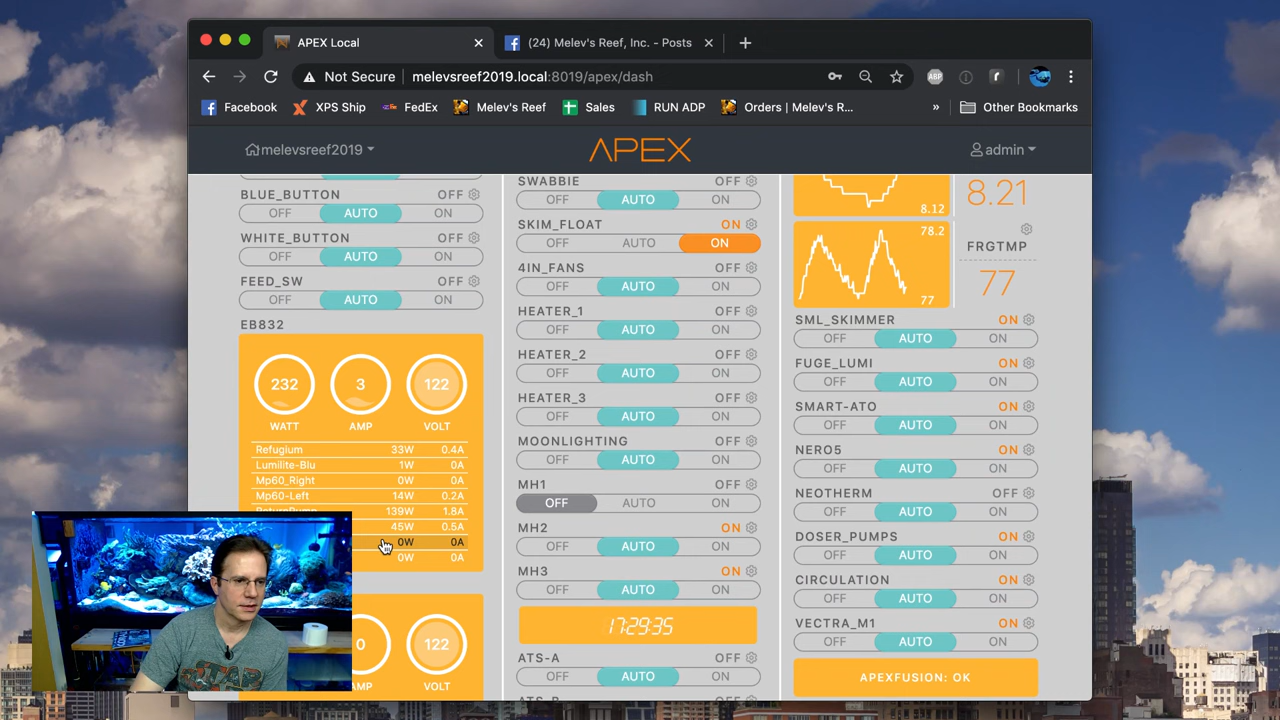 APEX Local
(24) Melev's Reef, Inc. - Posts
Not Secure melevsreef2019.local:8019/apex/dash
ABP
Facebook XPS Ship FedEx Melev's Reef Sales RUN ADP Orders | Melev's R... » Other Bookmarks
melevsreef2019 APEX admin
BLUE_BUTTON OFF
OFF AUTO ON
WHITE_BUTTON OFF
OFF AUTO ON
FEED_SW OFF
OFF AUTO ON
EB832
232 3 122
WATT AMP VOLT
Refugium 33W 0.4A
Lumilite-Blu 1W 0A
Mp60_Right 0W 0A
Mp60-Left 14W 0.2A
ReturnPump 139W 1.8A
45W 0.5A
0W 0A
0W 0A
0 122
AMP VOLT
SWABBIE OFF
OFF AUTO ON
SKIM_FLOAT ON
OFF AUTO ON
4IN_FANS OFF
OFF AUTO ON
HEATER_1 OFF
OFF AUTO ON
HEATER_2 OFF
OFF AUTO ON
HEATER_3 OFF
OFF AUTO ON
MOONLIGHTING OFF
OFF AUTO ON
MH1 OFF
OFF AUTO ON
MH2 ON
OFF AUTO ON
MH3 ON
OFF AUTO ON
17:29:35
ATS-A OFF
OFF AUTO ON
8.12
8.21
78.2
77
FRGTMP
77
SML_SKIMMER ON
OFF AUTO ON
FUGE_LUMI ON
OFF AUTO ON
SMART-ATO ON
OFF AUTO ON
NERO5 ON
OFF AUTO ON
NEOTHERM OFF
OFF AUTO ON
DOSER_PUMPS ON
OFF AUTO ON
CIRCULATION ON
OFF AUTO ON
VECTRA_M1 ON
OFF AUTO ON
APEXFUSION: OK